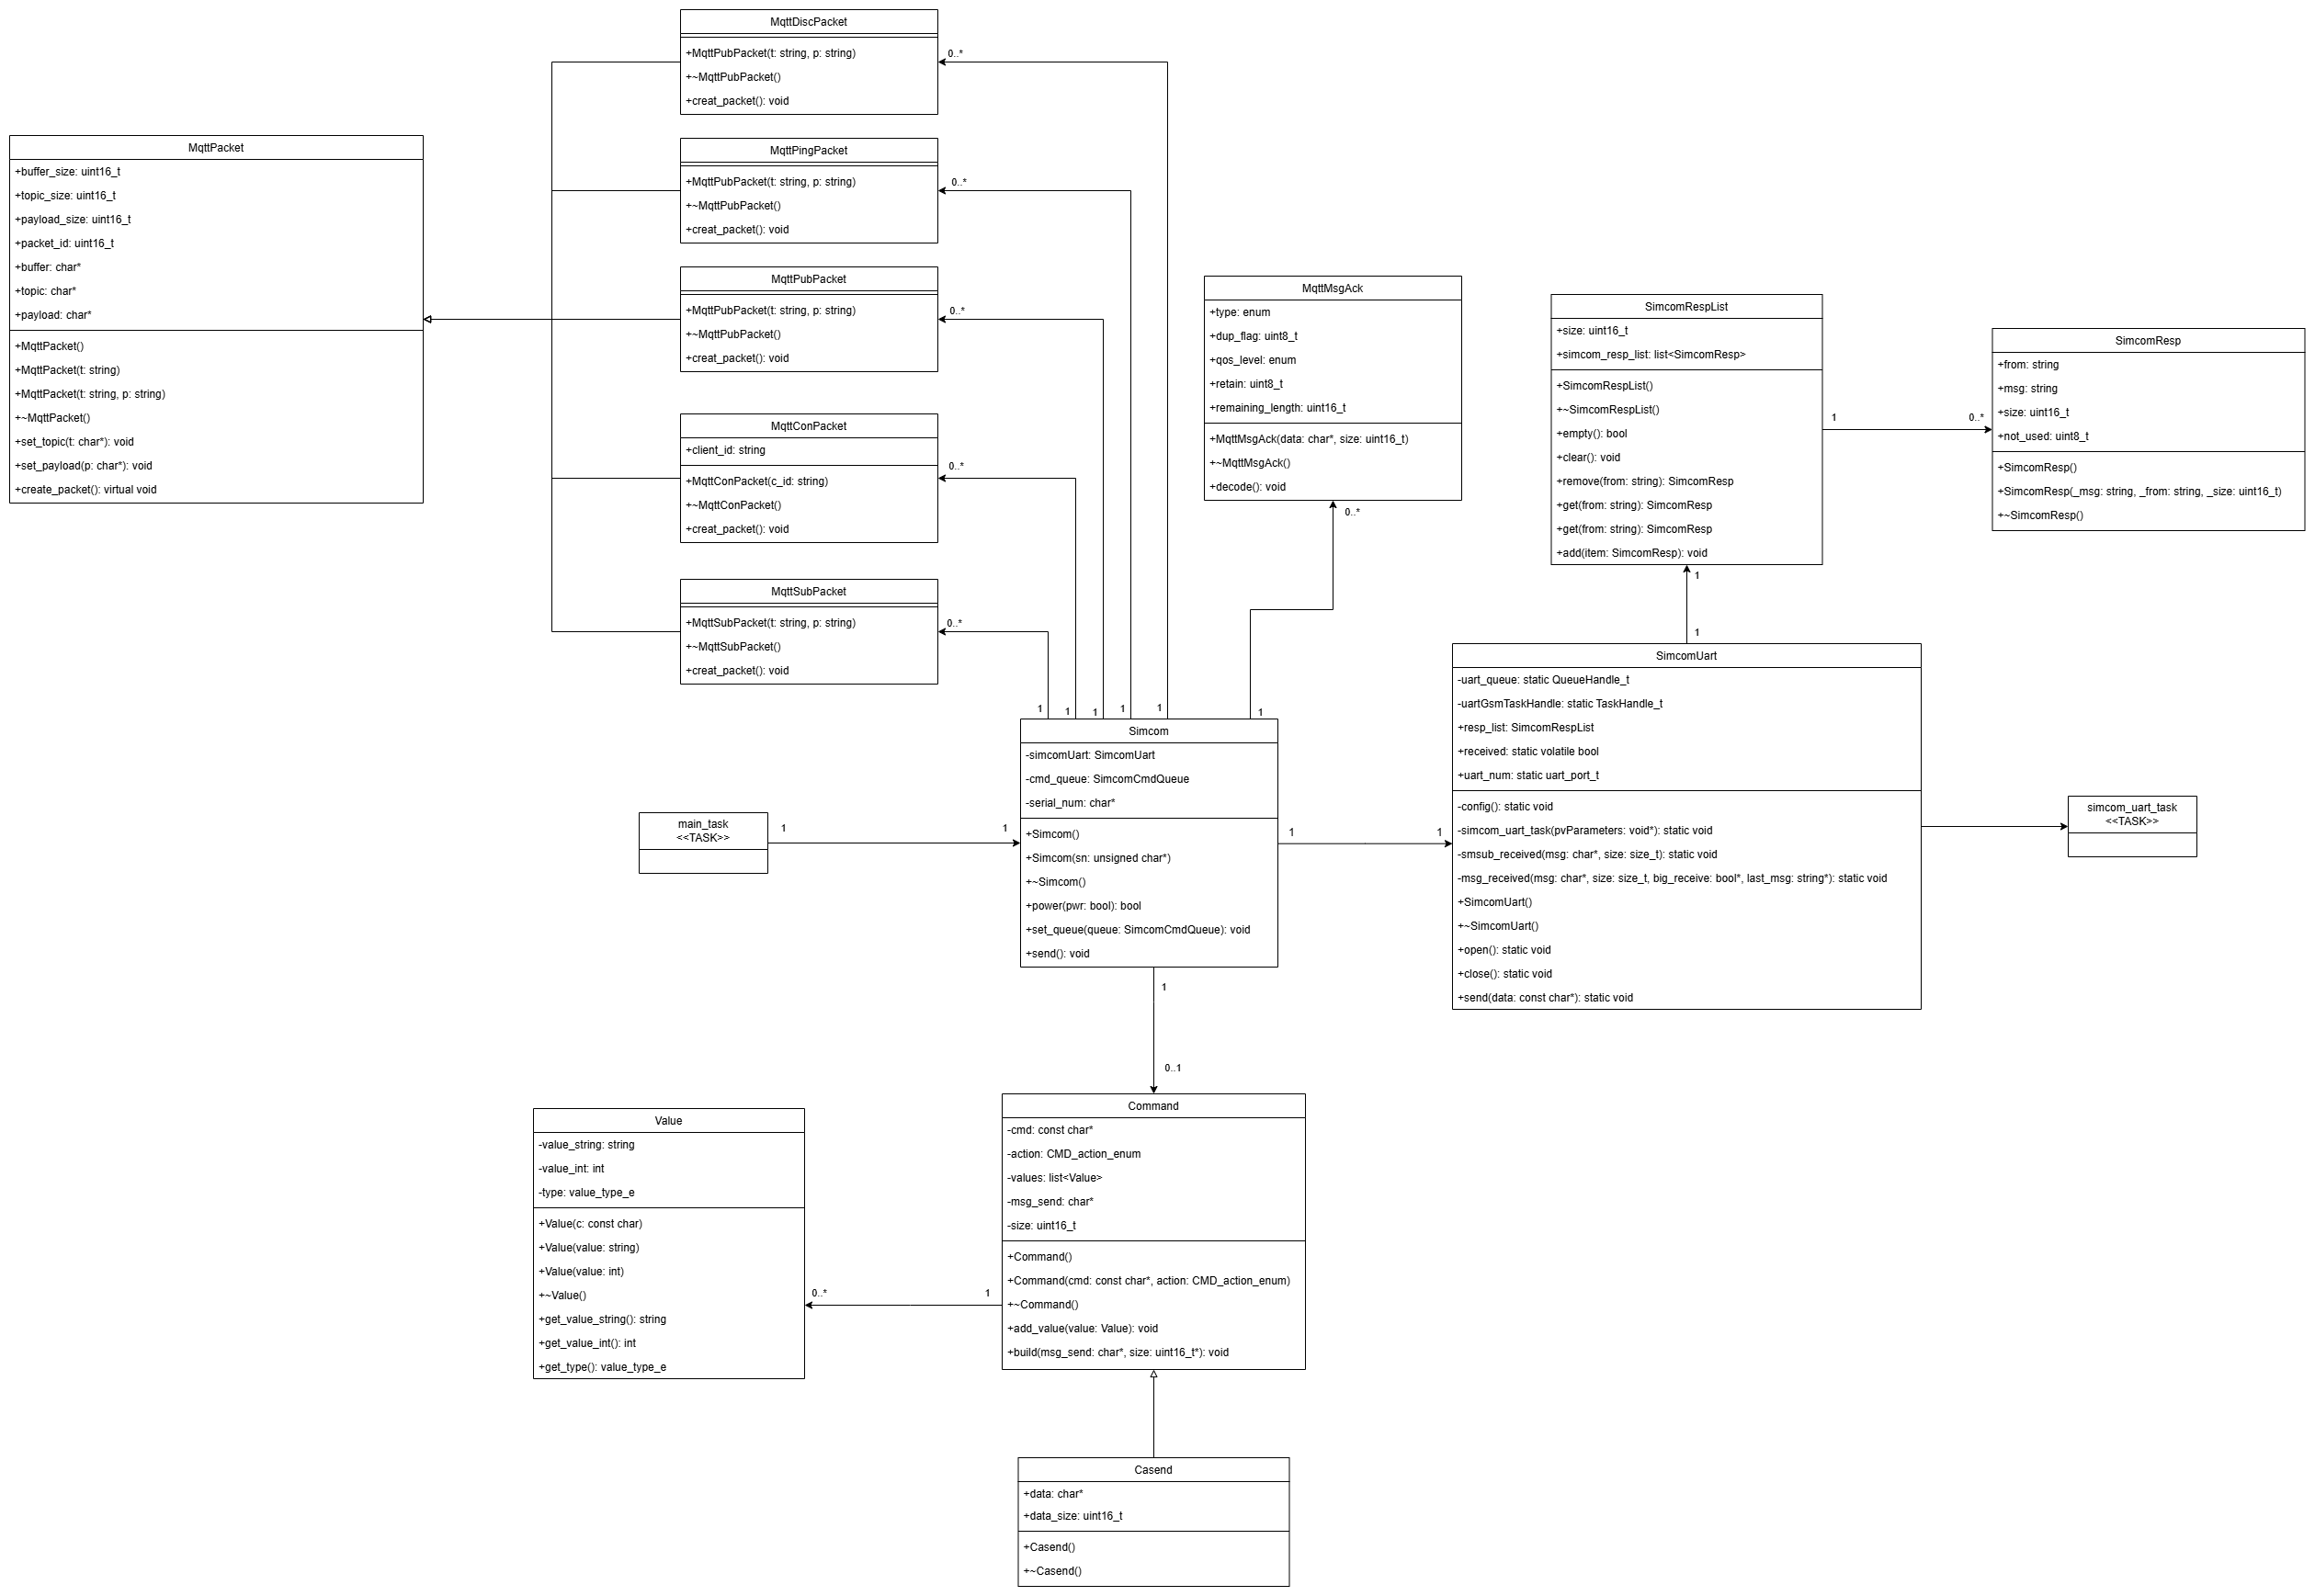 MqttDiscPacket
+MqttPubPacket(t: string, p: string)
+~MqttPubPacket()
+creat_packet(): void
0..*
MqttPingPacket
+MqttPubPacket(t: string, p: string)
+~MqttPubPacket()
+creat_packet(): void
0..*
MqttPubPacket
+MqttPubPacket(t: string, p: string)
+~MqttPubPacket()
+creat_packet(): void
0..*
MqttConPacket
+client_id: string
+MqttConPacket(c_id: string)
+~MqttConPacket()
+creat_packet(): void
0..*
MqttSubPacket
+MqttSubPacket(t: string, p: string)
+~MqttSubPacket()
+creat_packet(): void
0..*
MqttPacket
+buffer_size: uint16_t
+topic_size: uint16_t
+payload_size: uint16_t
+packet_id: uint16_t
+buffer: char*
+topic: char*
+payload: char*
+MqttPacket()
+MqttPacket(t: string)
+MqttPacket(t: string, p: string)
+~MqttPacket()
+set_topic(t: char*): void
+set_payload(p: char*): void
+create_packet(): virtual void
MqttMsgAck
+type: enum
+dup_flag: uint8_t
+qos_level: enum
+retain: uint8_t
+remaining_length: uint16_t
+MqttMsgAck(data: char*, size: uint16_t)
+~MqttMsgAck()
+decode(): void
0..*
SimcomRespList
+size: uint16_t
+simcom_resp_list: list<SimcomResp>
+SimcomRespList()
+~SimcomRespList()
+empty(): bool
+clear(): void
+remove(from: string): SimcomResp
+get(from: string): SimcomResp
+get(from: string): SimcomResp
+add(item: SimcomResp): void
1
0..*
SimcomResp
+from: string
+msg: string
+size: uint16_t
+not_used: uint8_t
+SimcomResp()
+SimcomResp(_msg: string, _from: string, _size: uint16_t)
+~SimcomResp()
1
1
SimcomUart
-uart_queue: static QueueHandle_t
-uartGsmTaskHandle: static TaskHandle_t
+resp_list: SimcomRespList
+received: static volatile bool
+uart_num: static uart_port_t
-config(): static void
-simcom_uart_task(pvParameters: void*): static void
-smsub_received(msg: char*, size: size_t): static void
-msg_received(msg: char*, size: size_t, big_receive: bool*, last_msg: string*): static void
+SimcomUart()
+~SimcomUart()
+open(): static void
+close(): static void
+send(data: const char*): static void
simcom_uart_task
<<TASK>>
1
1
1
1
1
1
Simcom
-simcomUart: SimcomUart
-cmd_queue: SimcomCmdQueue
-serial_num: char*
+Simcom()
+Simcom(sn: unsigned char*)
+~Simcom()
+power(pwr: bool): bool
+set_queue(queue: SimcomCmdQueue): void
+send(): void
main_task
<<TASK>>
1
1
1
1
1
0..1
Command
-cmd: const char*
-action: CMD_action_enum
-values: list<Value>
-msg_send: char*
-size: uint16_t
+Command()
+Command(cmd: const char*, action: CMD_action_enum)
+~Command()
+add_value(value: Value): void
+build(msg_send: char*, size: uint16_t*): void
Value
-value_string: string
-value_int: int
-type: value_type_e
+Value(c: const char)
+Value(value: string)
+Value(value: int)
+~Value()
+get_value_string(): string
+get_value_int(): int
+get_type(): value_type_e
0..*
1
Casend
+data: char*
+data_size: uint16_t
+Casend()
+~Casend()